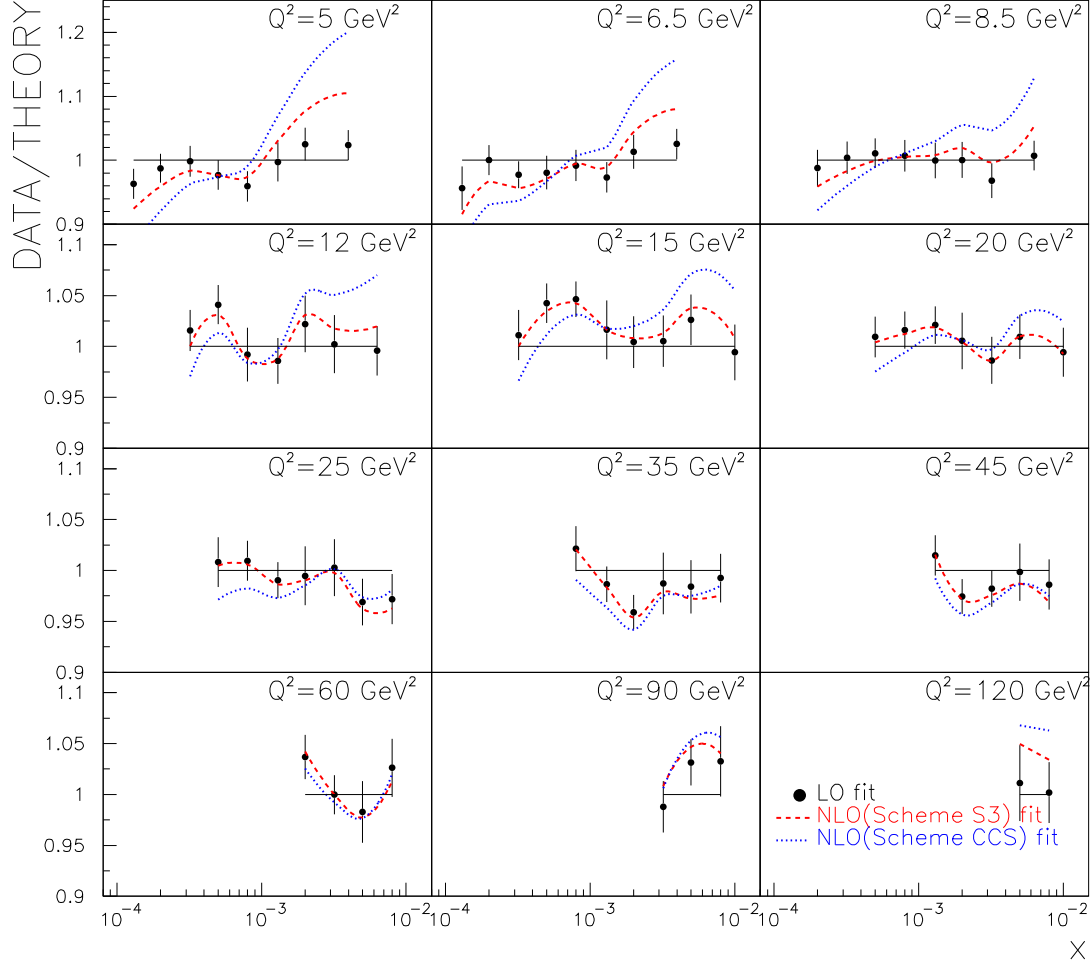 DATA/THEORY
Q²=5 GeV²
Q²=6.5 GeV²
Q²=8.5 GeV²
1.2
1.1
1
0.9
Q²=12 GeV²
Q²=15 GeV²
Q²=20 GeV²
1.1
1.05
1
0.95
0.9
Q²=25 GeV²
Q²=35 GeV²
Q²=45 GeV²
1.1
1.05
1
0.95
0.9
Q²=60 GeV²
Q²=90 GeV²
Q²=120 GeV²
1.1
1.05
1
0.95
0.9
LO fit
NLO(Scheme S3) fit
NLO(Scheme CCS) fit
10⁻⁴ 10⁻³ 10⁻² 10⁻⁴ 10⁻³ 10⁻² 10⁻⁴ 10⁻³ 10⁻²
x